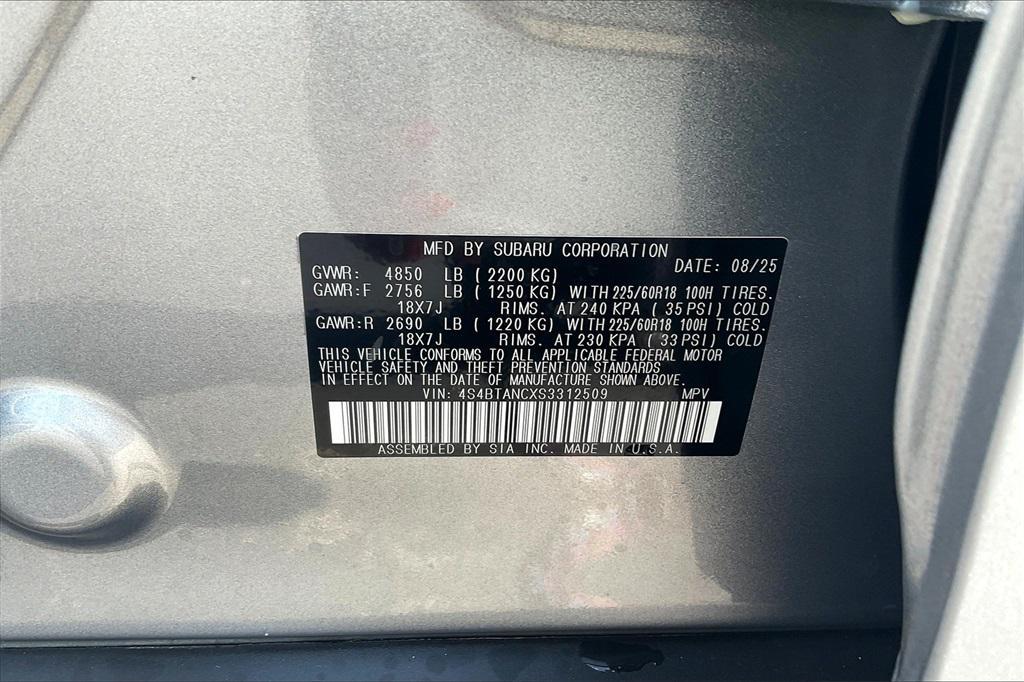 MFD BY SUBARU CORPORATION
DATE: 08/25
GVWR: 4850 LB ( 2200 KG)
GAWR:F 2756 LB ( 1250 KG) WITH 225/60R18 100H TIRES.
18X7J RIMS. AT 240 KPA ( 35 PSI) COLD
GAWR:R 2690 LB ( 1220 KG) WITH 225/60R18 100H TIRES.
18X7J RIMS. AT 230 KPA ( 33 PSI) COLD
THIS VEHICLE CONFORMS TO ALL APPLICABLE FEDERAL MOTOR
VEHICLE SAFETY AND THEFT PREVENTION STANDARDS
IN EFFECT ON THE DATE OF MANUFACTURE SHOWN ABOVE.
VIN: 4S4BTANCXS3312509 MPV
ASSEMBLED BY SIA INC. MADE IN U.S.A.